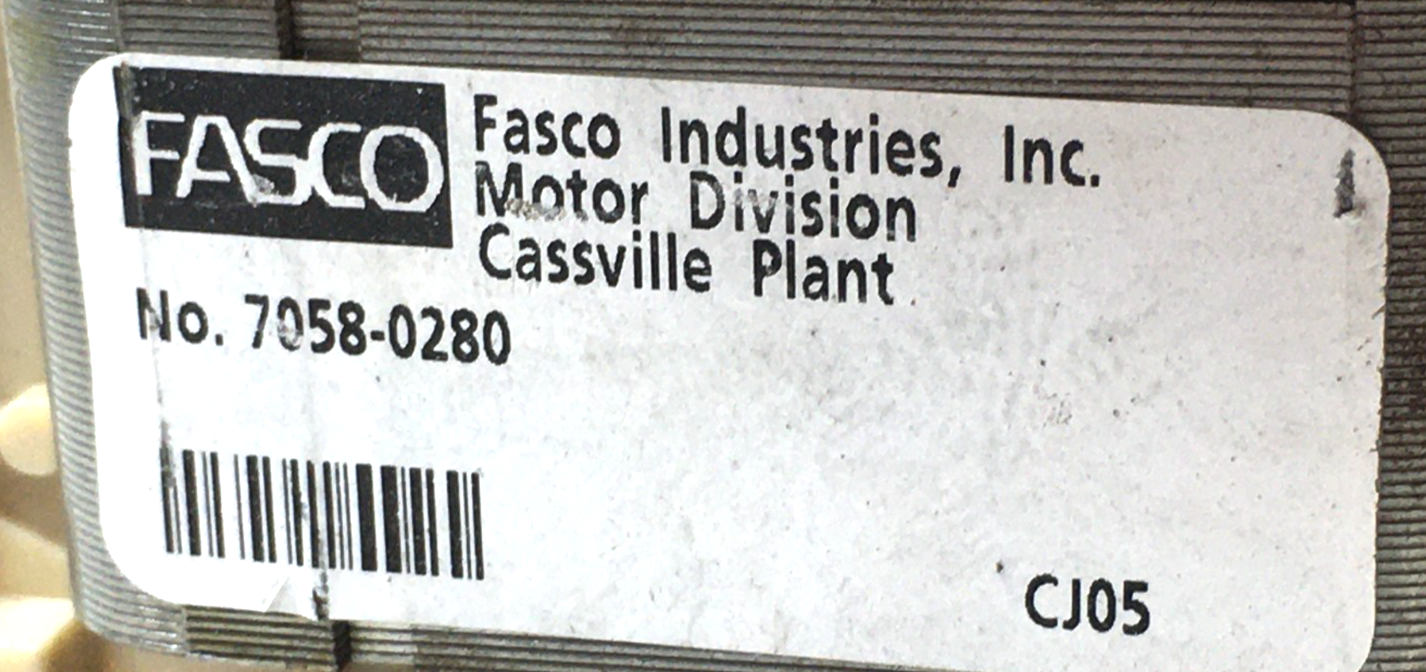 FASCO
Fasco Industries, Inc.
Motor Division
Cassville Plant
No. 7058-0280
CJ05